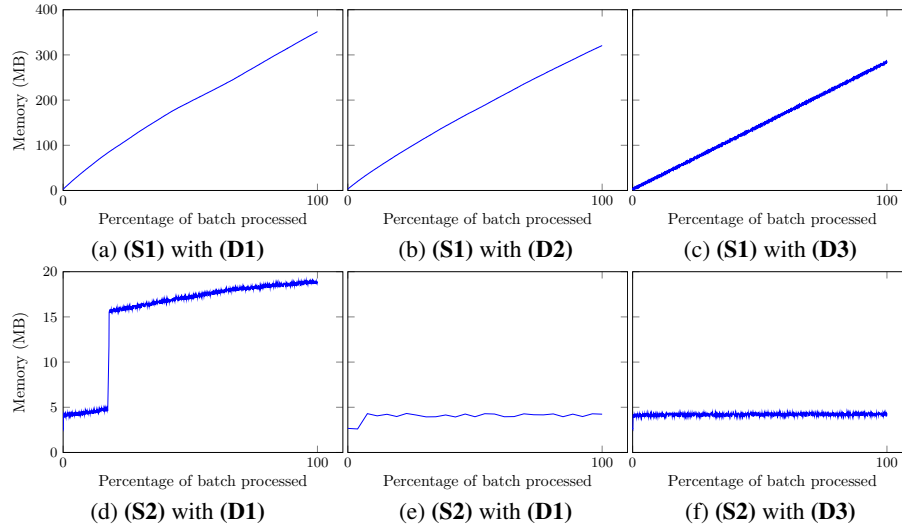 400
300
200
100
0
Memory (MB)
0 100
Percentage of batch processed
(a) (S1) with (D1)
0 100
Percentage of batch processed
(b) (S1) with (D2)
0 100
Percentage of batch processed
(c) (S1) with (D3)
20
15
10
5
0
Memory (MB)
0 100
Percentage of batch processed
(d) (S2) with (D1)
0 100
Percentage of batch processed
(e) (S2) with (D1)
0 100
Percentage of batch processed
(f) (S2) with (D3)